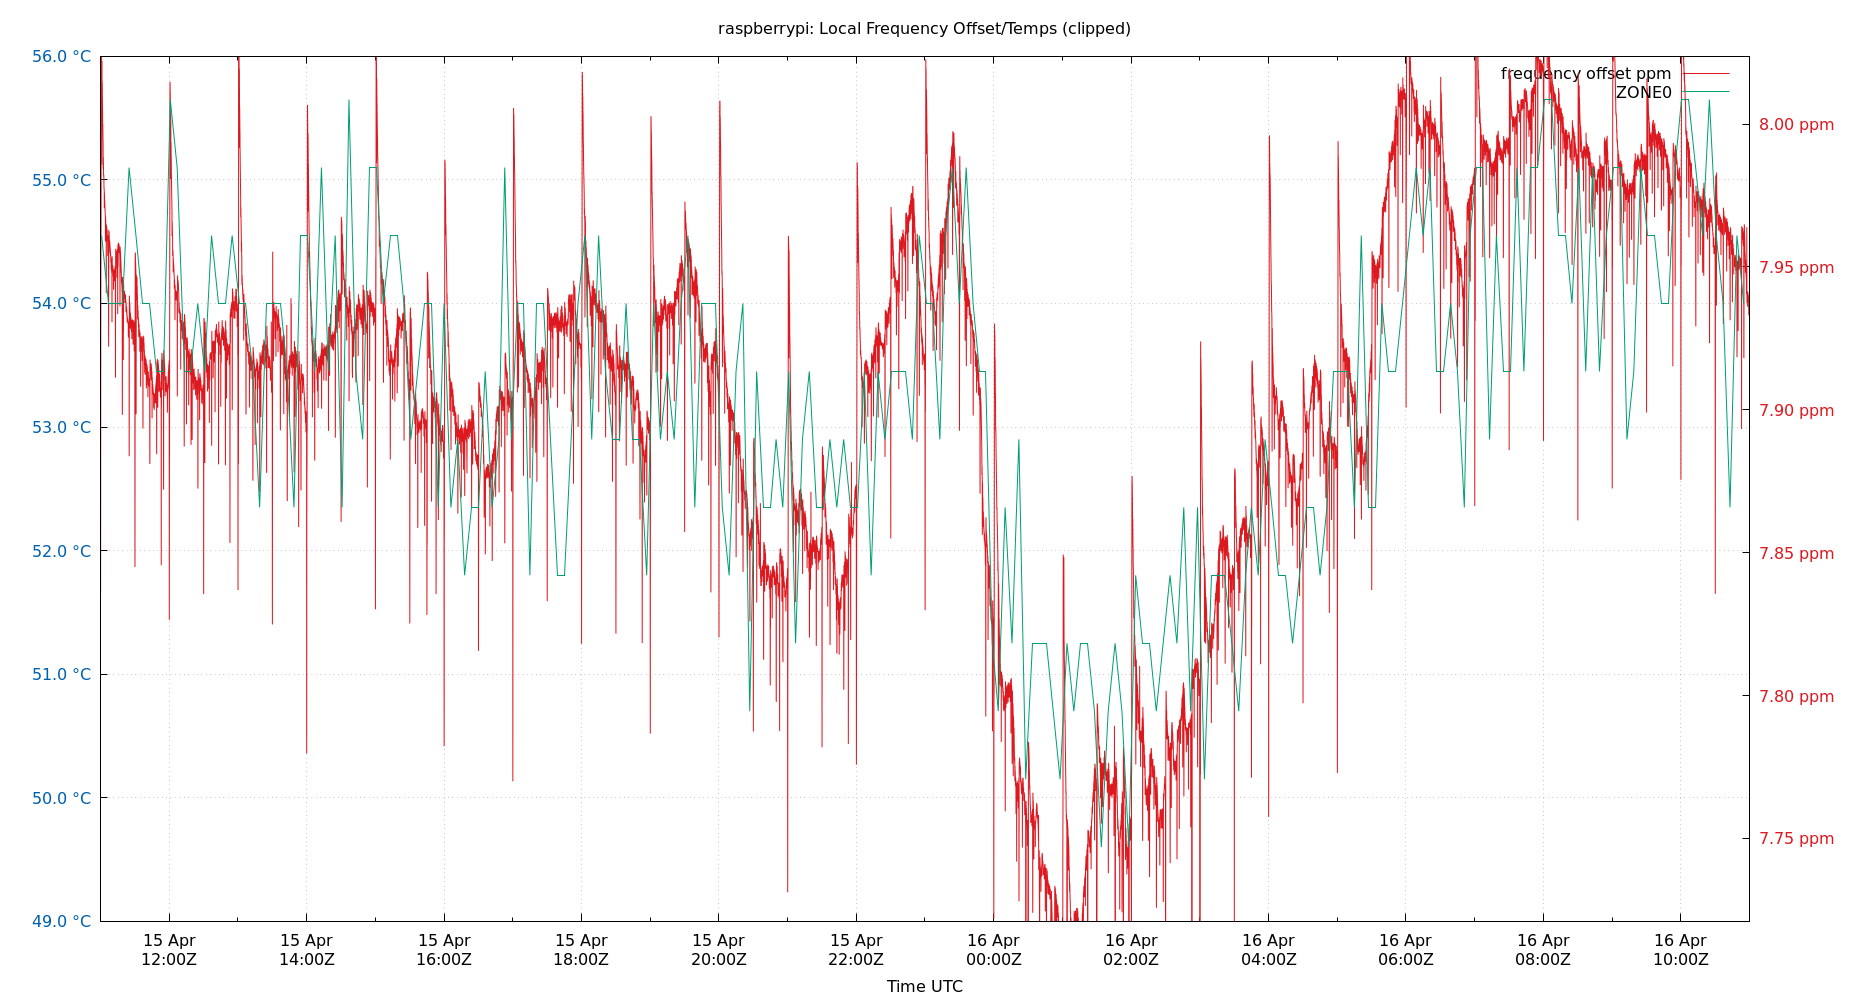 raspberrypi: Local Frequency Offset/Temps (clipped)
56.0 °C
55.0 °C
54.0 °C
53.0 °C
52.0 °C
51.0 °C
50.0 °C
49.0 °C
frequency offset ppm
ZONE0
8.00 ppm
7.95 ppm
7.90 ppm
7.85 ppm
7.80 ppm
7.75 ppm
15 Apr 15 Apr 15 Apr 15 Apr 15 Apr 15 Apr 16 Apr 16 Apr 16 Apr 16 Apr 16 Apr 16 Apr
12:00Z 14:00Z 16:00Z 18:00Z 20:00Z 22:00Z 00:00Z 02:00Z 04:00Z 06:00Z 08:00Z 10:00Z
Time UTC